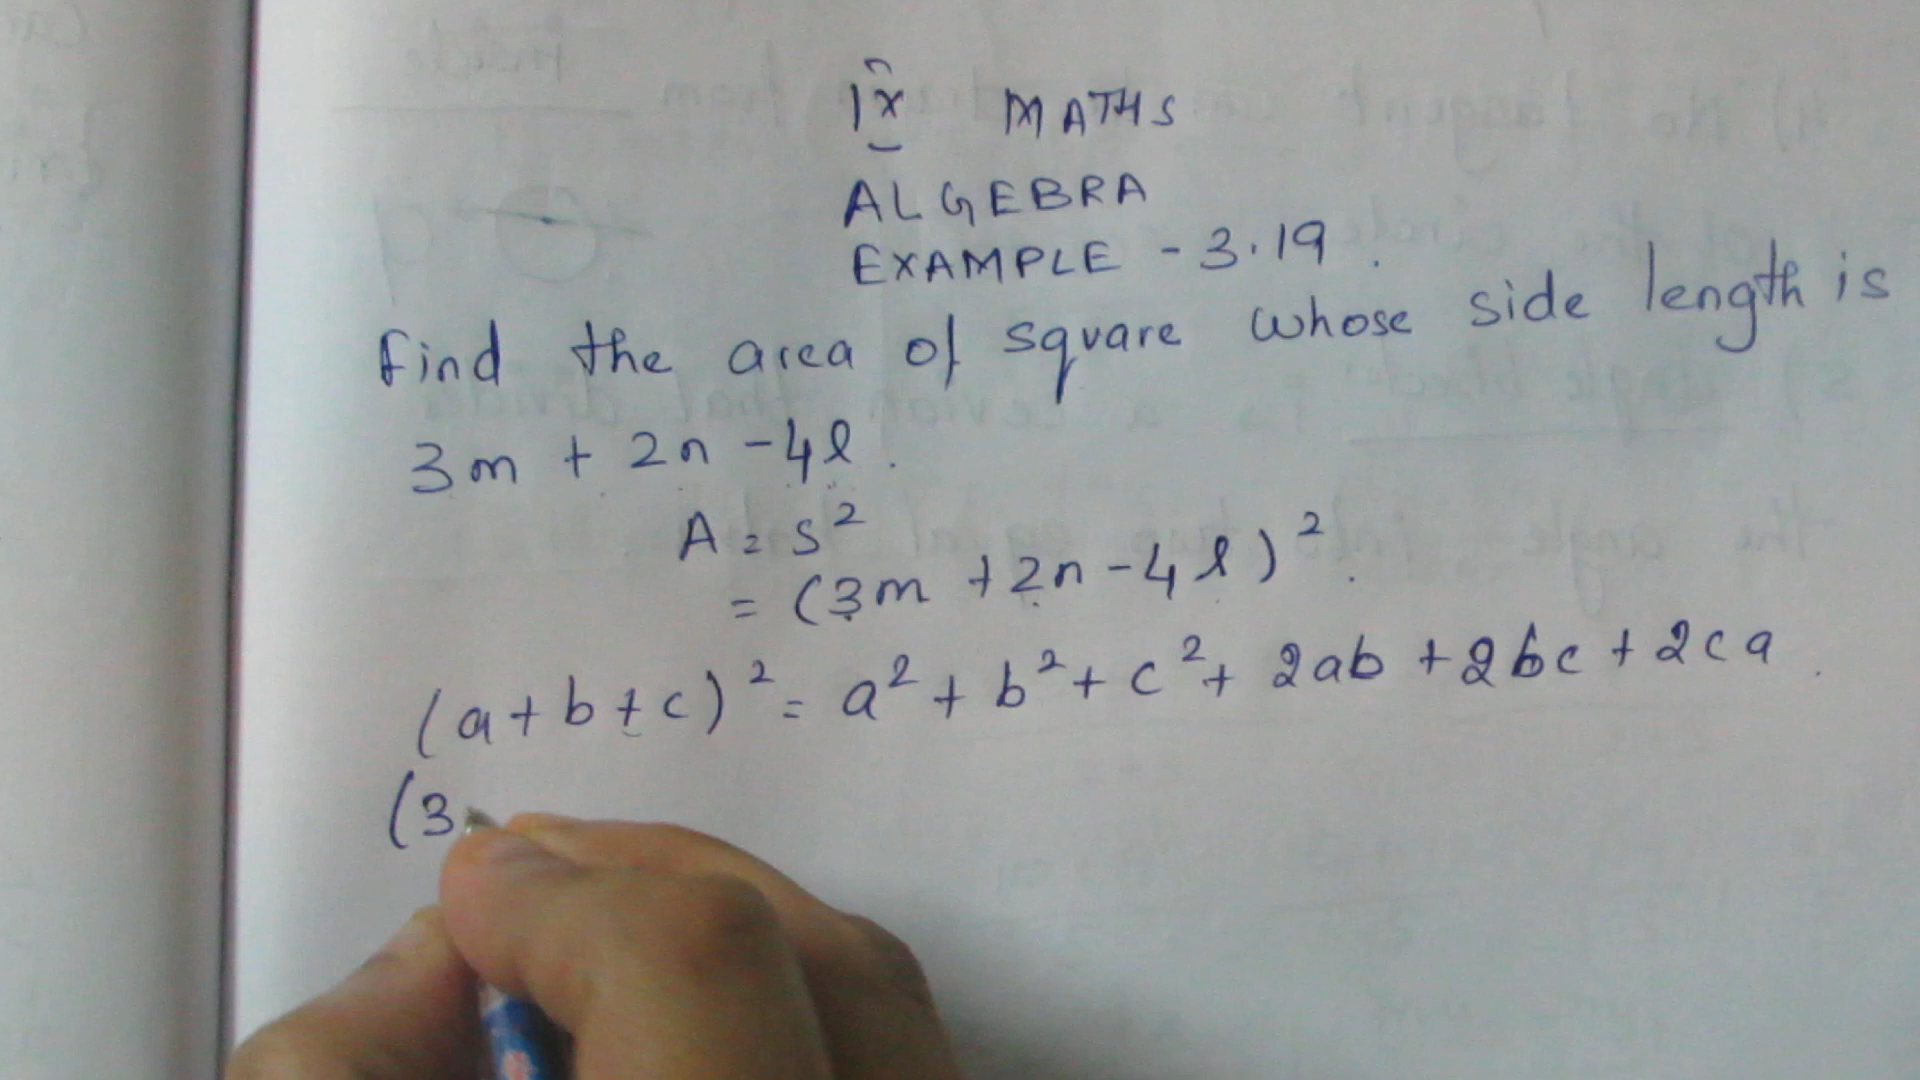 IX MATHS
ALGEBRA
EXAMPLE - 3.19.
Find the area of square whose side length is
3m + 2n - 4l.
A = s²
= (3m + 2n - 4l)².
(a + b + c)² = a² + b² + c² + 2ab + 2bc + 2ca.
(3